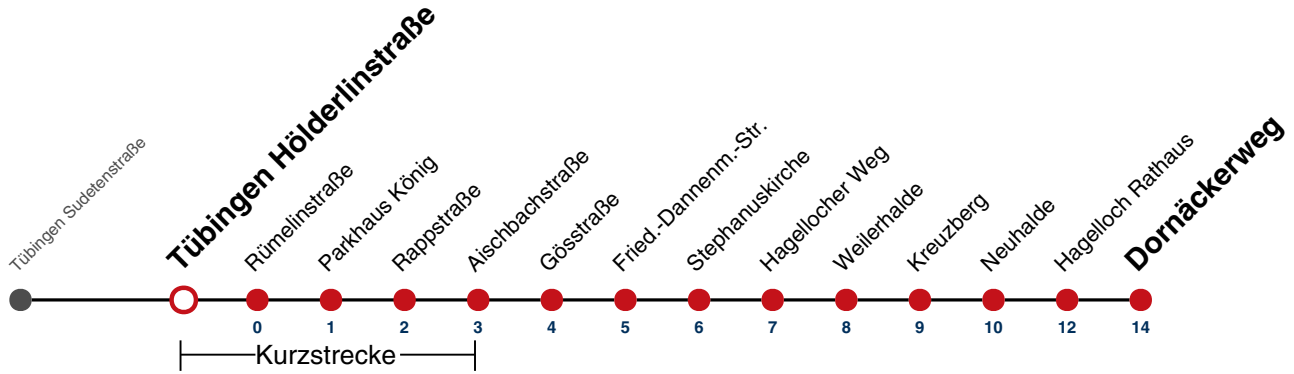 Tübingen Sudetenstraße
Tübingen Hölderlinstraße
Rümelinstraße
Parkhaus König
Rappstraße
Aischbachstraße
Gösstraße
Fried.-Dannenm.-Str.
Stephanuskirche
Hagellocher Weg
Weilerhalde
Kreuzberg
Neuhalde
Hagelloch Rathaus
Dornäckerweg
0 1 2 3 4 5 6 7 8 9 10 12 14
Kurzstrecke